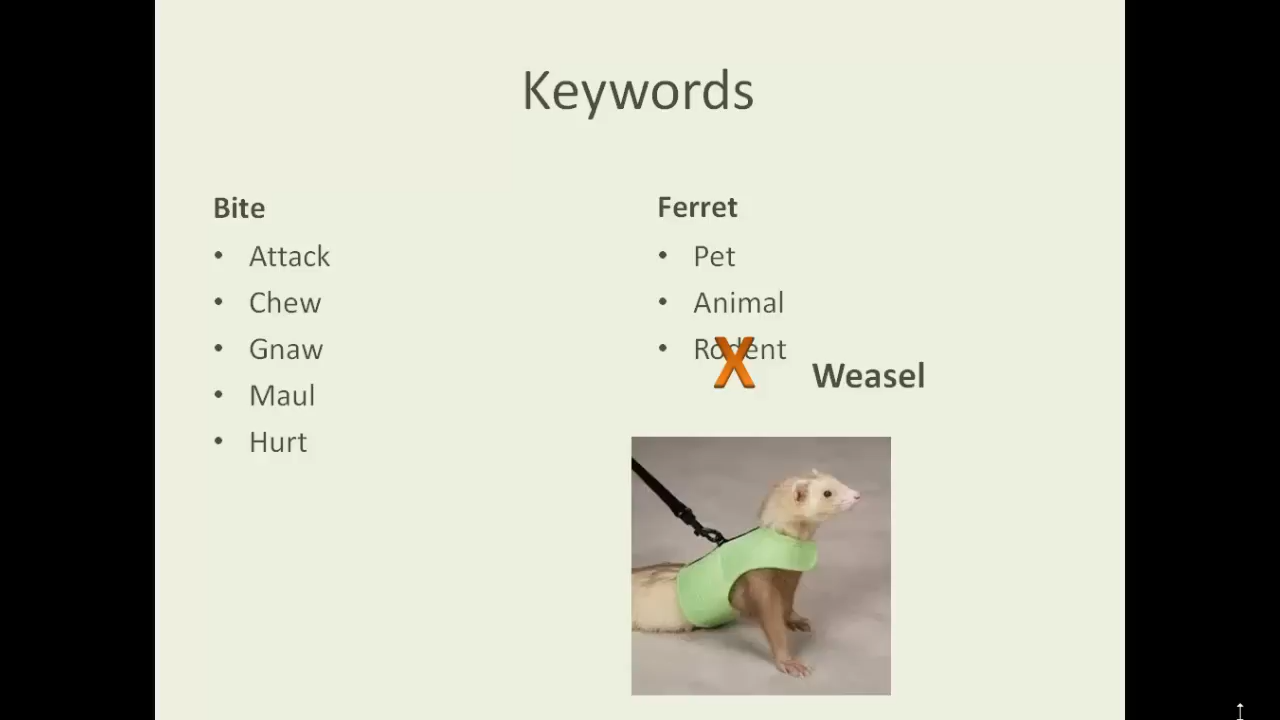 Keywords
Bite
• Attack
• Chew
• Gnaw
• Maul
• Hurt
Ferret
• Pet
• Animal
• Rodent
X
Weasel